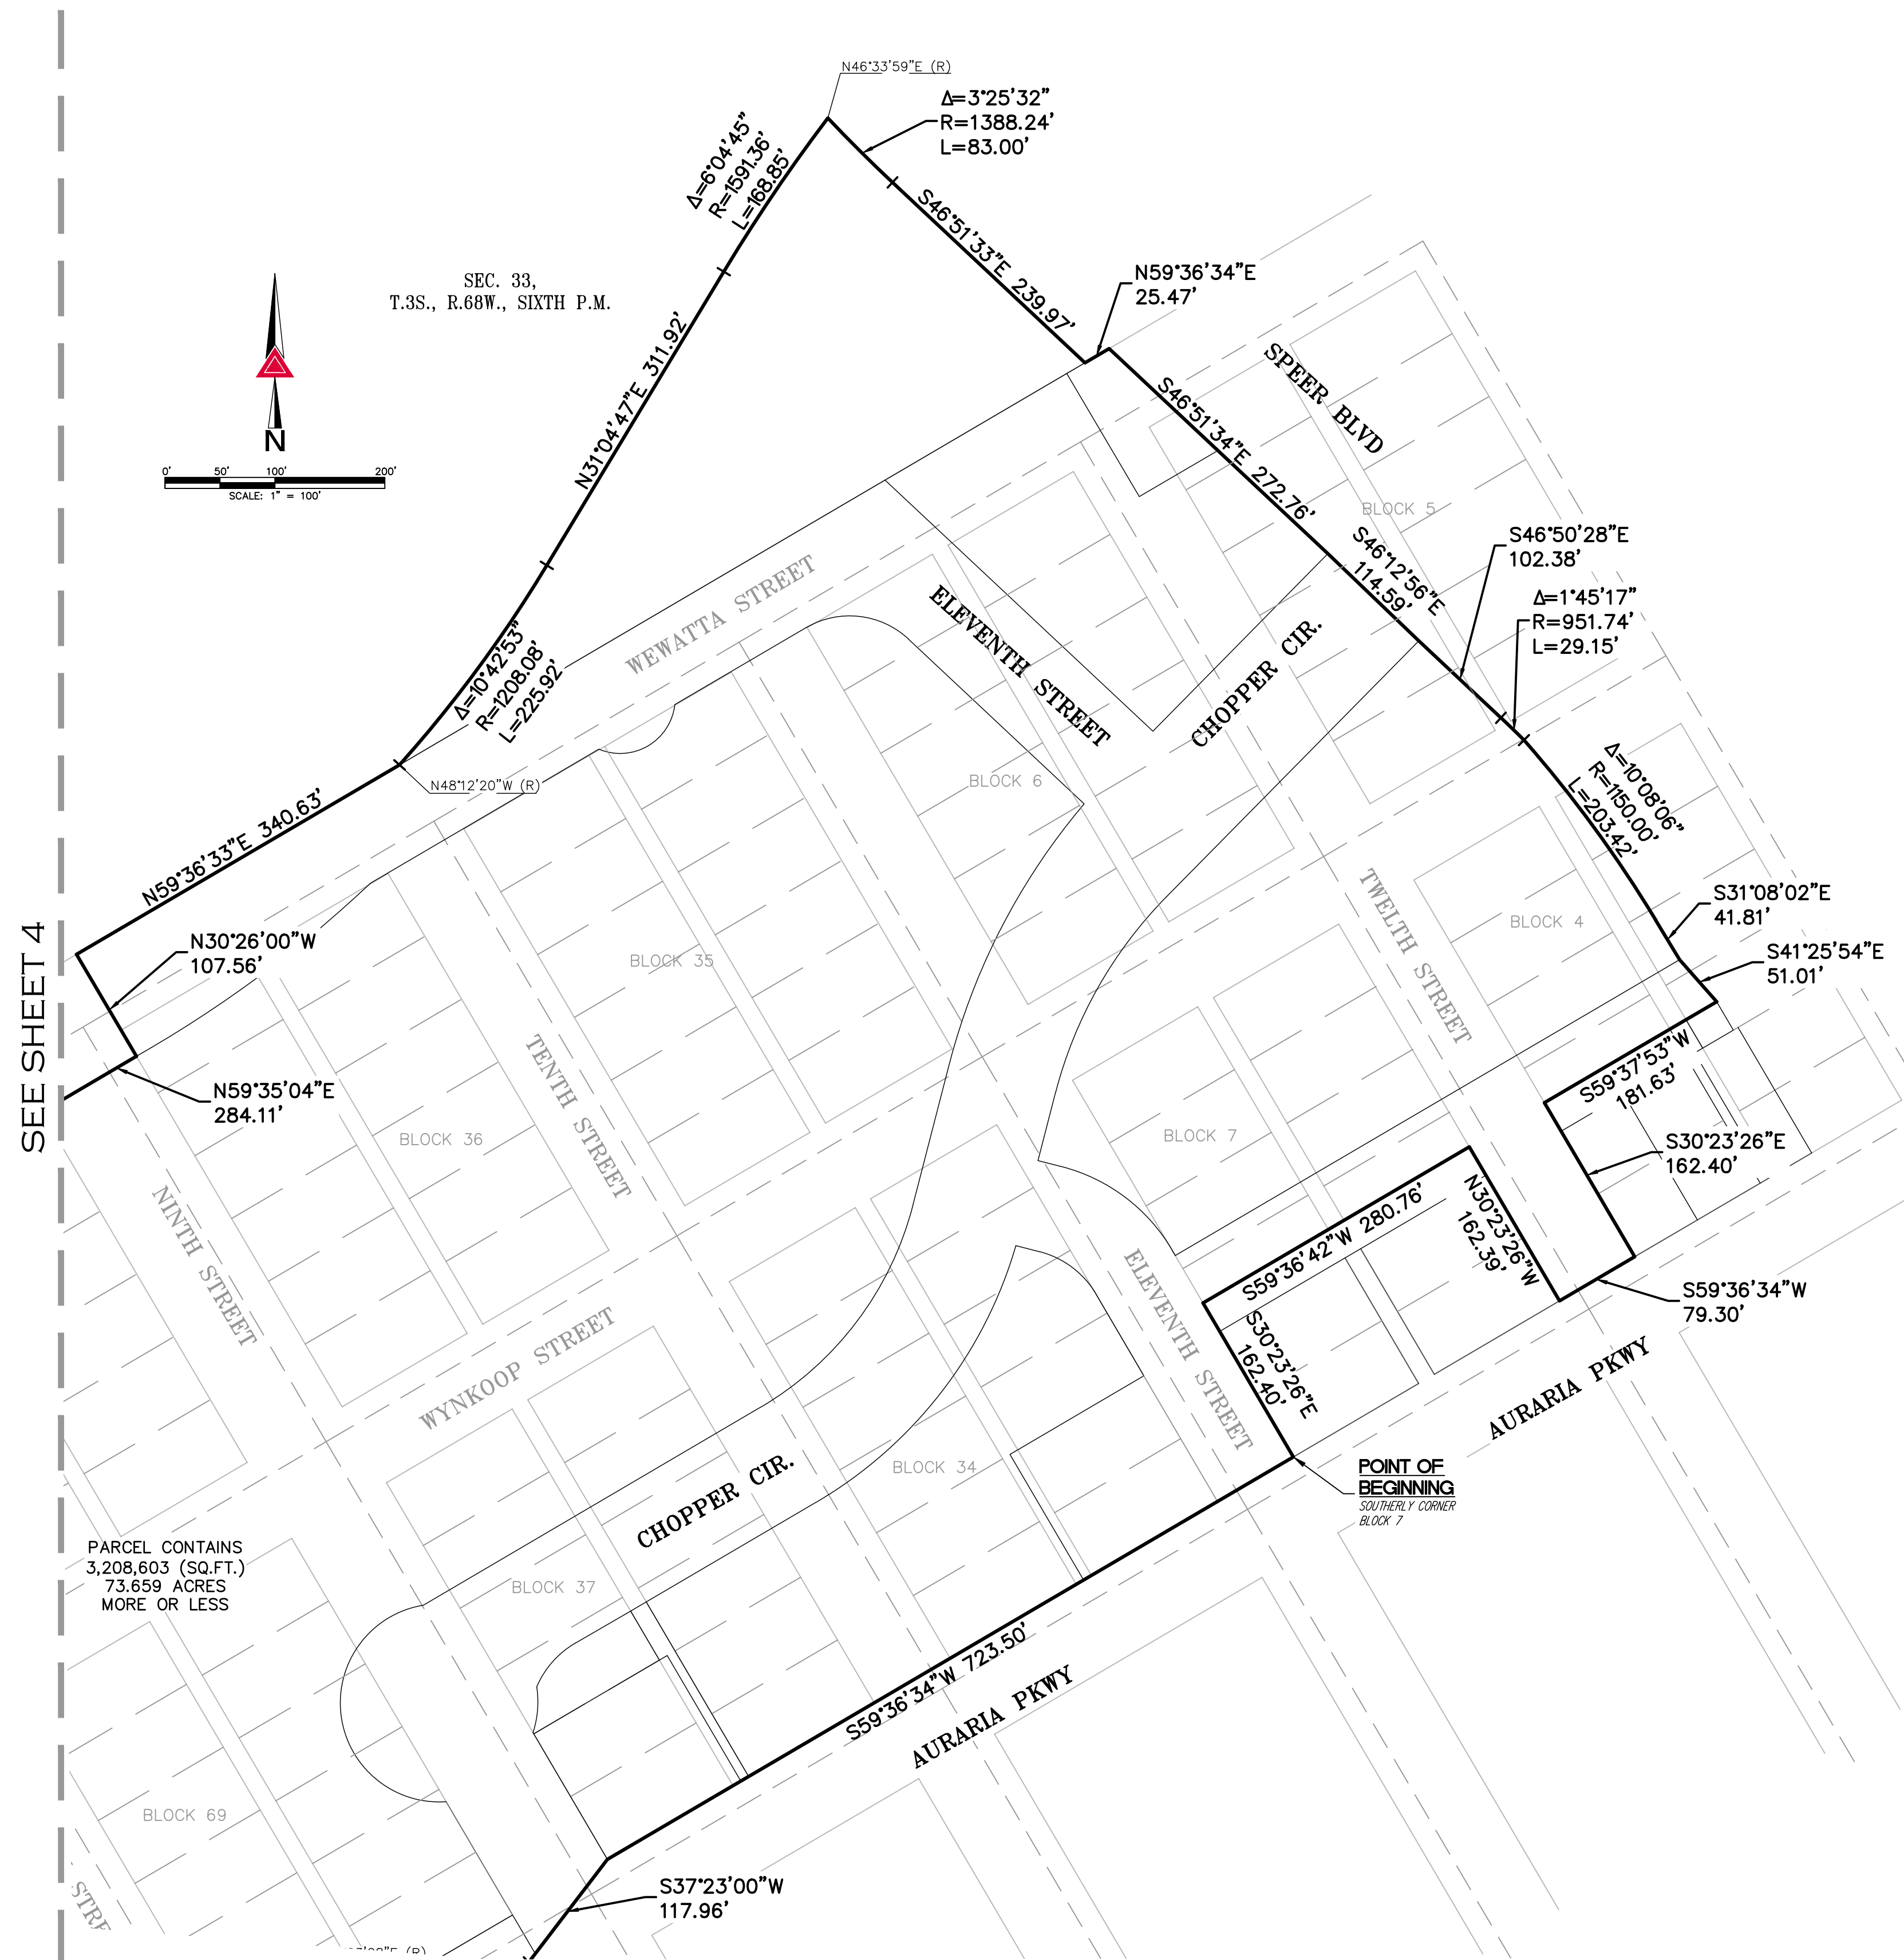 N46°33'59"E (R)
Δ=3°25'32"
R=1388.24'
L=83.00'
Δ=6°04'45"
R=1591.36'
L=168.85'
S46°51'33"E 239.97'
SEC. 33,
T.3S., R.68W., SIXTH P.M.
N59°36'34"E
25.47'
N31°04'47"E 311.92'
SPEER BLVD
S46°51'34"E 272.76'
N
0' 50' 100' 200'
SCALE: 1" = 100'
BLOCK 5
S46°50'28"E
102.38'
S46°12'56"E
114.59'
Δ=1°45'17"
R=951.74'
L=29.15'
WEWATTA STREET
ELEVENTH STREET
CHOPPER CIR.
Δ=10°42'53"
R=1208.08'
L=225.92'
N48°12'20"W (R)
BLOCK 6
Δ=10°08'06"
R=1150.00'
L=203.42'
N59°36'33"E 340.63'
TWELTH STREET
S31°08'02"E
41.81'
BLOCK 4
SEE SHEET 4
N30°26'00"W
107.56'
BLOCK 35
S41°25'54"E
51.01'
S59°37'53"W
181.63'
N59°35'04"E
284.11'
TENTH STREET
BLOCK 36
BLOCK 7
S30°23'26"E
162.40'
NINTH STREET
S59°36'42"W 280.76'
N30°23'26"W
162.39'
ELEVENTH STREET
S59°36'34"W
79.30'
S30°23'26"E
162.40'
WYNKOOP STREET
AURARIA PKWY
BLOCK 34
POINT OF
BEGINNING
SOUTHERLY CORNER
BLOCK 7
CHOPPER CIR.
PARCEL CONTAINS
3,208,603 (SQ.FT.)
73.659 ACRES
MORE OR LESS
BLOCK 37
S59°36'34"W 723.50'
AURARIA PKWY
BLOCK 69
S37°23'00"W
117.96'
STRE
E (R)